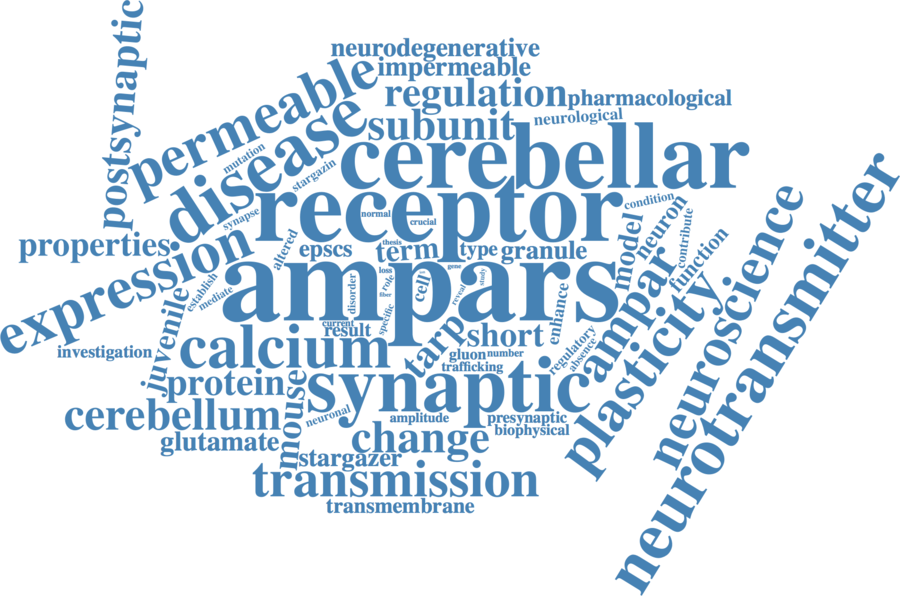 postsynaptic
neurodegenerative
impermeable
permeable
regulation
pharmacological
disease
subunit
neurological
mutation
stargazin
cerebellar
synapse
receptor
normal
crucial
condition
neuron
contribute
model
function
neuroscience
neurotransmitter
properties
expression
altered
epscs
thesis
term
type
granule
ampars
establish
mediate
loss
role
fiber
disorder
specific
cell
gene
reveal
study
enhance
ampar
plasticity
juvenile
investigation
current
result
calcium
tarp
short
regulatory
absence
gluon
number
trafficking
protein
synaptic
mouse
cerebellum
neuronal
amplitude
presynaptic
biophysical
glutamate
change
stargazer
transmission
transmembrane